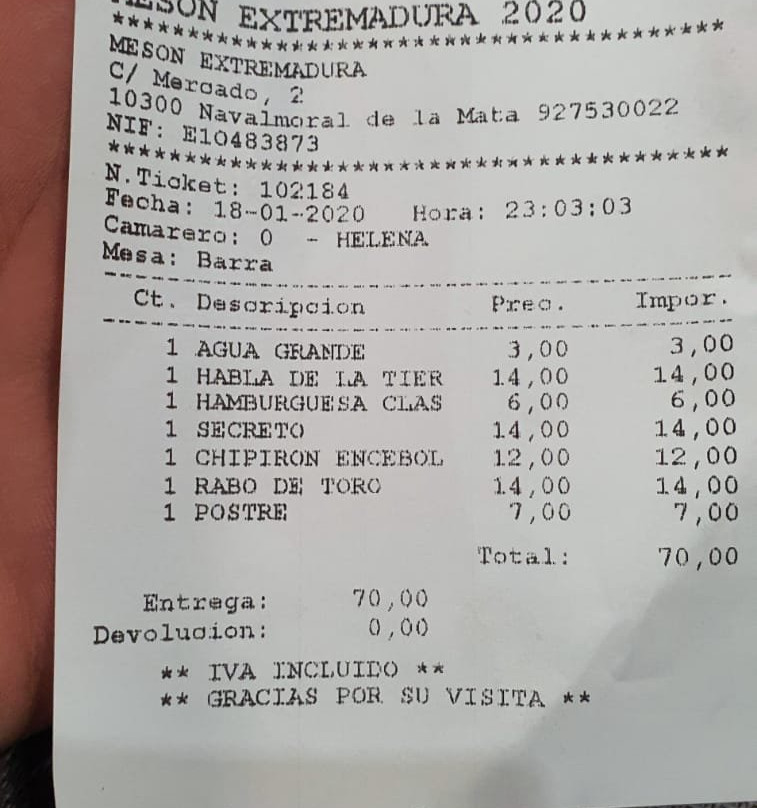 MESON EXTREMADURA 2020
****************************************
MESON EXTREMADURA
C/ Mercado, 2
10300 Navalmoral de la Mata 927530022
NIF: E10483873
****************************************
N.Ticket: 102184
Fecha: 18-01-2020 Hora: 23:03:03
Camarero: 0 - HELENA
Mesa: Barra
----------------------------------------
Ct. Descripcion Prec. Impor.
----------------------------------------
1 AGUA GRANDE 3,00 3,00
1 HABLA DE LA TIER 14,00 14,00
1 HAMBURGUESA CLAS 6,00 6,00
1 SECRETO 14,00 14,00
1 CHIPIRON ENCEBOL 12,00 12,00
1 RABO DE TORO 14,00 14,00
1 POSTRE 7,00 7,00
Total: 70,00
Entrega: 70,00
Devolucion: 0,00
** IVA INCLUIDO **
** GRACIAS POR SU VISITA **